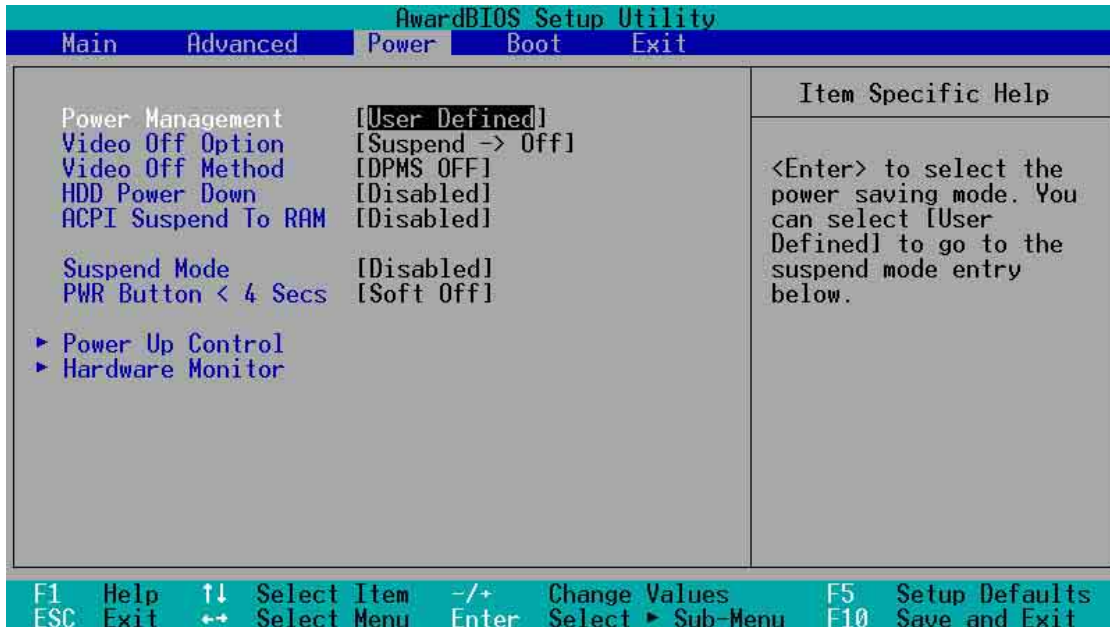 AwardBIOS Setup Utility
Main Advanced Power Boot Exit
Power Management [User Defined]
Video Off Option [Suspend -> Off]
Video Off Method [DPMS OFF]
HDD Power Down [Disabled]
ACPI Suspend To RAM [Disabled]
Suspend Mode [Disabled]
PWR Button < 4 Secs [Soft Off]
► Power Up Control
► Hardware Monitor
Item Specific Help
<Enter> to select the
power saving mode. You
can select [User
Defined] to go to the
suspend mode entry
below.
F1 Help ↑↓ Select Item -/+ Change Values F5 Setup Defaults
ESC Exit ←→ Select Menu Enter Select ► Sub-Menu F10 Save and Exit